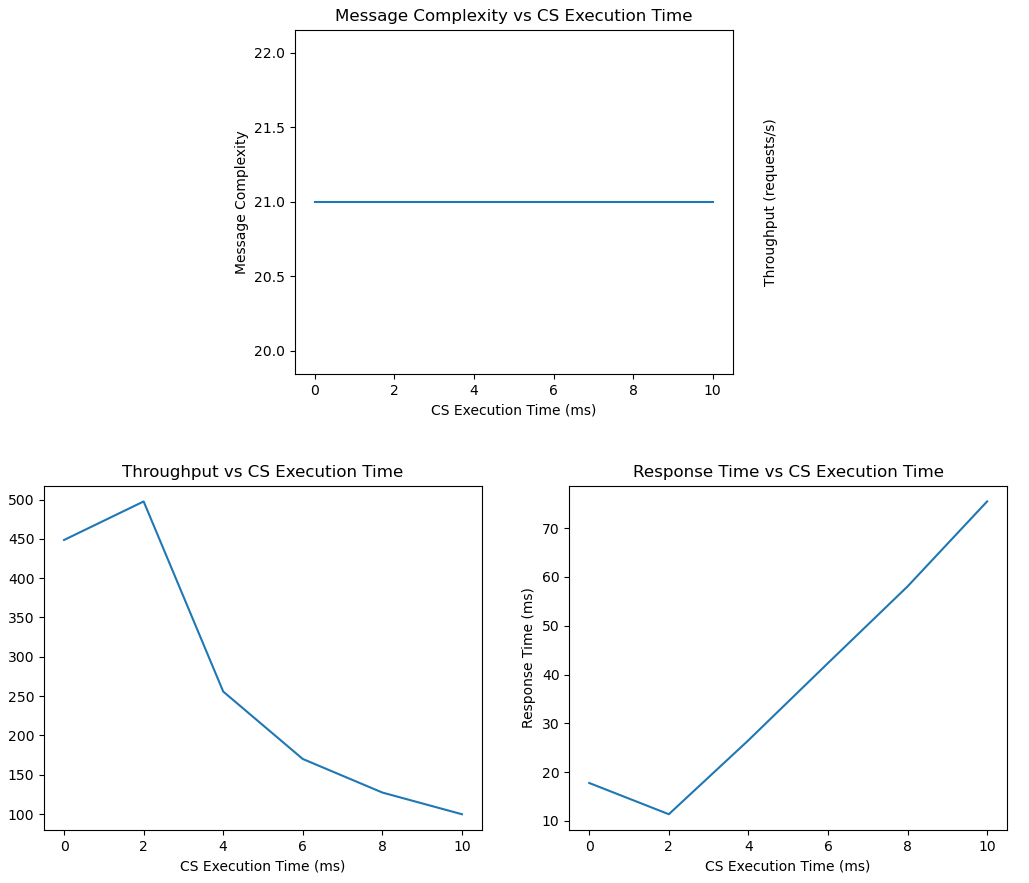 Message Complexity vs CS Execution Time
22.0
21.5
21.0
20.5
20.0
Message Complexity
0 2 4 6 8 10
CS Execution Time (ms)
Throughput (requests/s)
Throughput vs CS Execution Time
500
450
400
350
300
250
200
150
100
0 2 4 6 8 10
CS Execution Time (ms)
Response Time vs CS Execution Time
70
60
50
40
30
20
10
Response Time (ms)
0 2 4 6 8 10
CS Execution Time (ms)